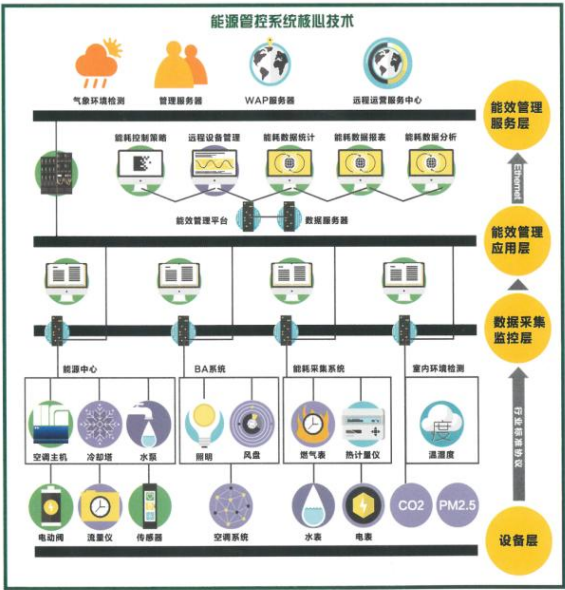 能源管控系统核心技术
气象环境检测
管理服务器
WAP服务器
远程运营服务中心
能效管理
服务层
能耗控制策略
远程设备管理
能耗数据统计
能耗数据报表
能耗数据分析
Ethernet
能效管理平台
数据服务器
能效管理
应用层
数据采集
监控层
能源中心
BA系统
能耗采集系统
室内环境检测
空调主机
冷却塔
水泵
照明
风盘
燃气表
热计量仪
度
温湿度
行业标准协议
电动阀
流量仪
传感器
空调系统
水表
电表
CO2
PM2.5
设备层